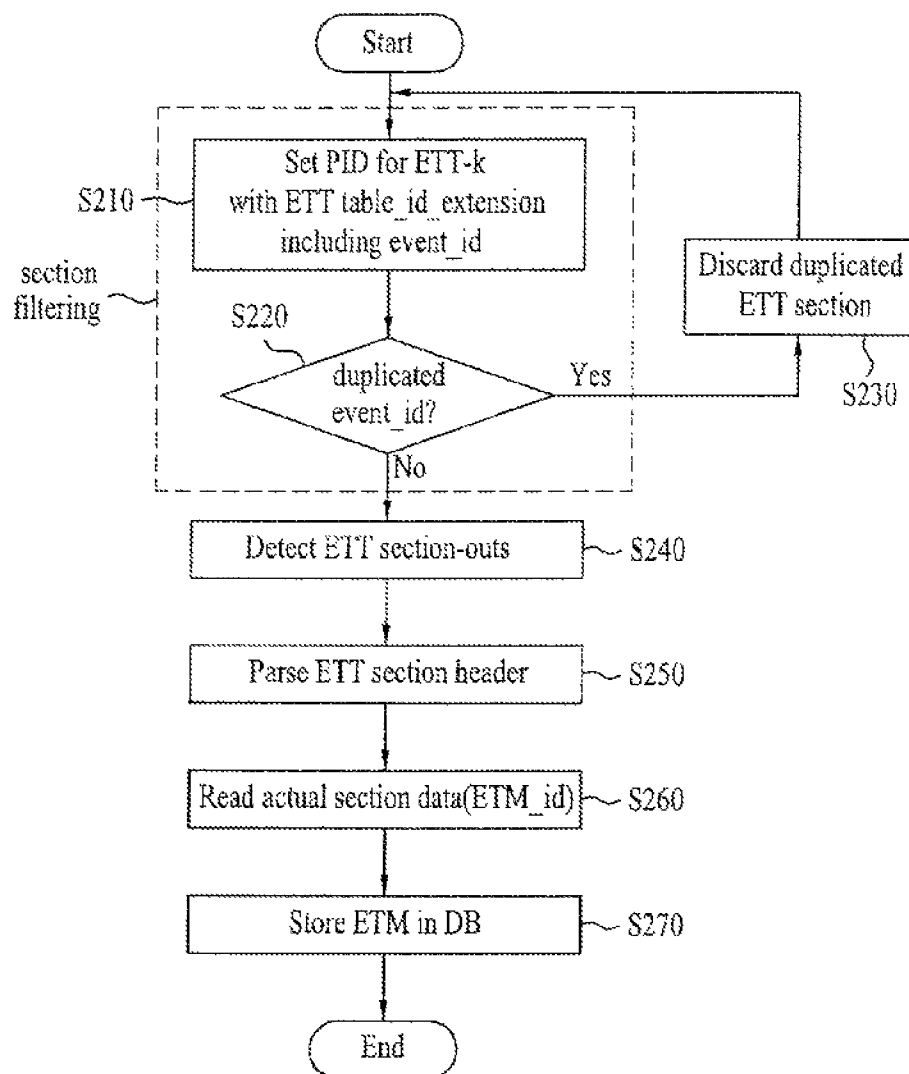 Start
Set PID for ETT-k
with ETT table_id_extension
including event_id
S210
section
filtering
Discard duplicated
ETT section
S230
S220
duplicated
event_id?
Yes
No
Detect ETT section-outs
S240
Parse ETT section header
S250
Read actual section data(ETM_id)
S260
Store ETM in DB
S270
End